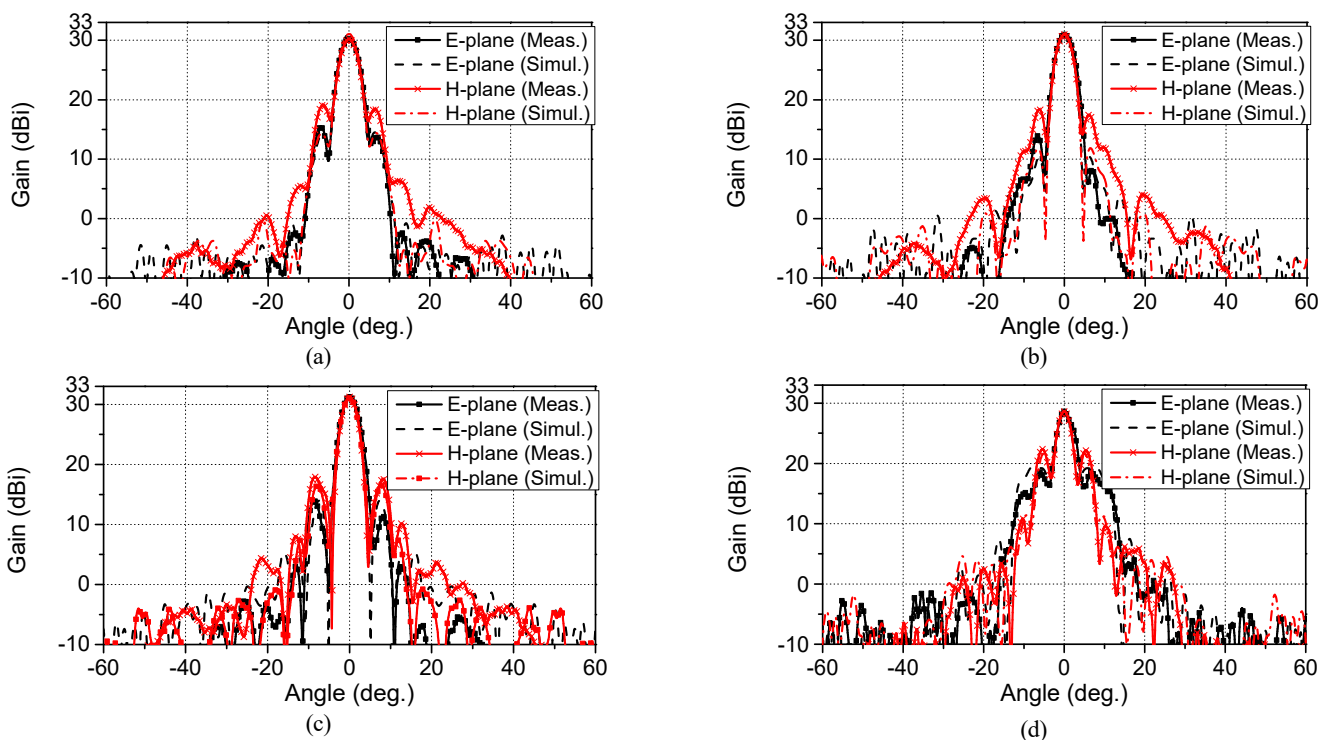 33
30
20
10
0
-10
Gain (dBi)
E-plane (Meas.)
E-plane (Simul.)
H-plane (Meas.)
H-plane (Simul.)
-60 -40 -20 0 20 40 60
Angle (deg.)
(a)
33
30
20
10
0
-10
Gain (dBi)
E-plane (Meas.)
E-plane (Simul.)
H-plane (Meas.)
H-plane (Simul.)
-60 -40 -20 0 20 40 60
Angle (deg.)
(b)
33
30
20
10
0
-10
Gain (dBi)
E-plane (Meas.)
E-plane (Simul.)
H-plane (Meas.)
H-plane (Simul.)
-60 -40 -20 0 20 40 60
Angle (deg.)
(c)
33
30
20
10
0
-10
Gain (dBi)
E-plane (Meas.)
E-plane (Simul.)
H-plane (Meas.)
H-plane (Simul.)
-60 -40 -20 0 20 40 60
Angle (deg.)
(d)